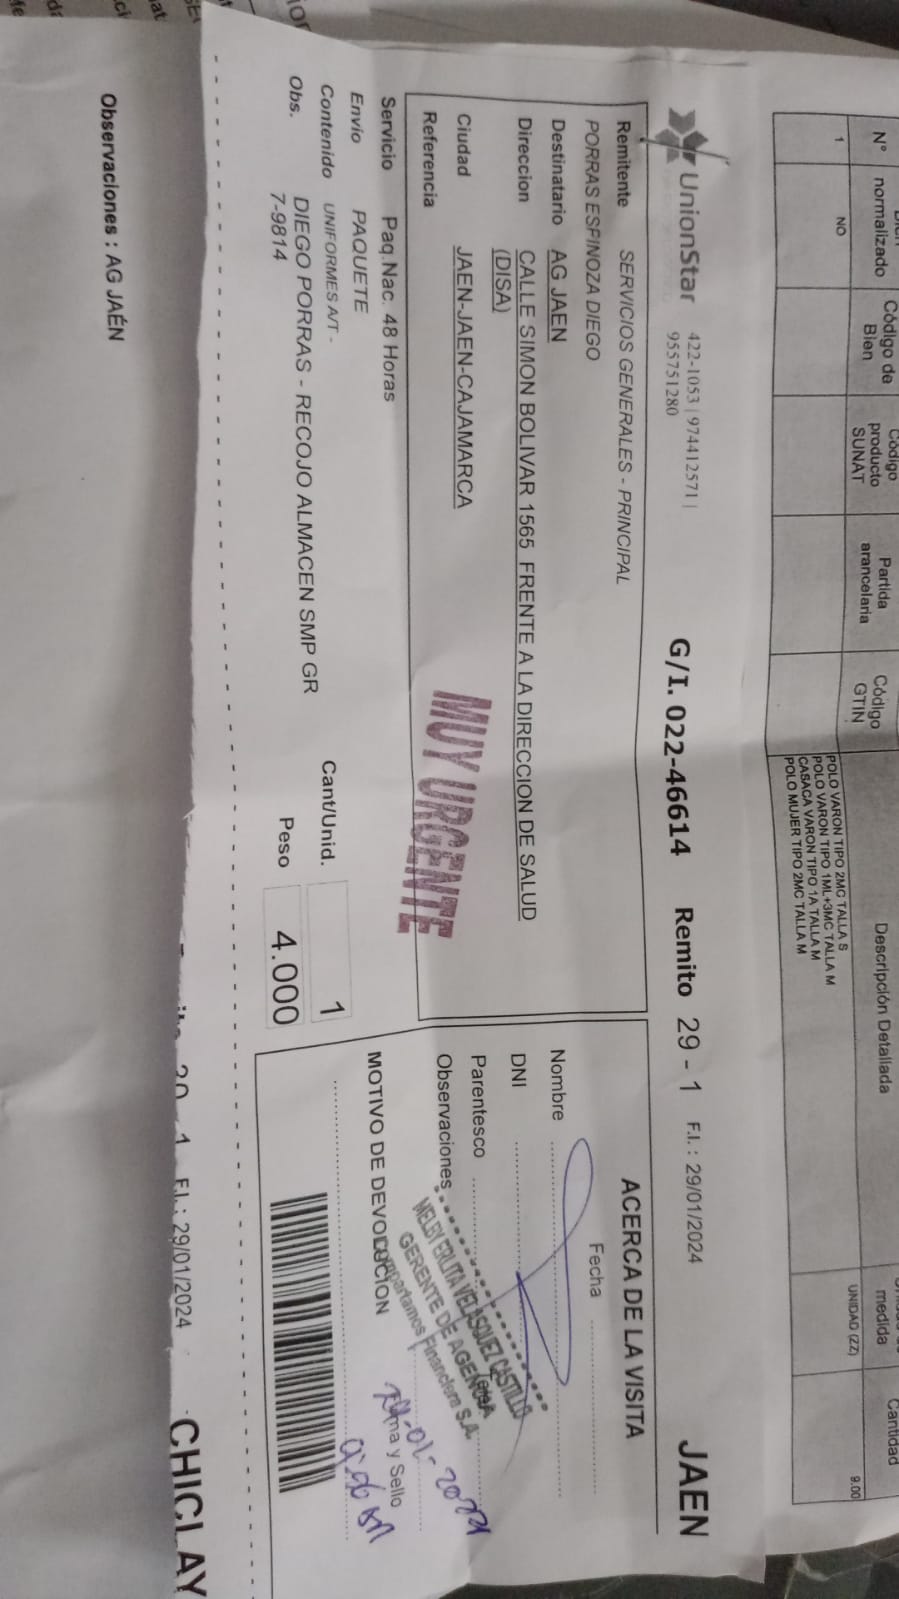 N° normalizado Código de Bien Código producto SUNAT Partida arancelaria Código GTIN Descripción Detallada medida Cantidad
1 NO POLO VARON TIPO 2MC TALLA S UNIDAD (ZZ) 9.00
POLO VARON TIPO 1ML+3MC TALLA M
CASACA VARON TIPO 1A TALLA M
POLO MUJER TIPO 2MC TALLA M
UnionStar 422-1053 | 974412571 |
955751280
G/I. 022-46614 Remito 29 - 1 F.I. : 29/01/2024 JAEN
Remitente SERVICIOS GENERALES - PRINCIPAL
PORRAS ESPINOZA DIEGO
Destinatario AG JAEN
Direccion CALLE SIMON BOLIVAR 1565 FRENTE A LA DIRECCION DE SALUD
(DISA)
Ciudad JAEN-JAEN-CAJAMARCA
Referencia
MUY URGENTE
Servicio Paq.Nac. 48 Horas
Envio PAQUETE
Contenido UNIFORMES A/T -
Obs. DIEGO PORRAS - RECOJO ALMACEN SMP GR
7-9814
Cant/Unid. 1
Peso 4.000
ACERCA DE LA VISITA
Fecha
Nombre
DNI
Parentesco
Observaciones
MELBY ERLITA VELASQUEZ CASTILLO
GERENTE DE AGENCIA
Compartamos Financiera S.A.
MOTIVO DE DEVOLUCION
Firma y Sello
29 - 1 F.I. : 29/01/2024 CHICLAY
Observaciones : AG JAÉN